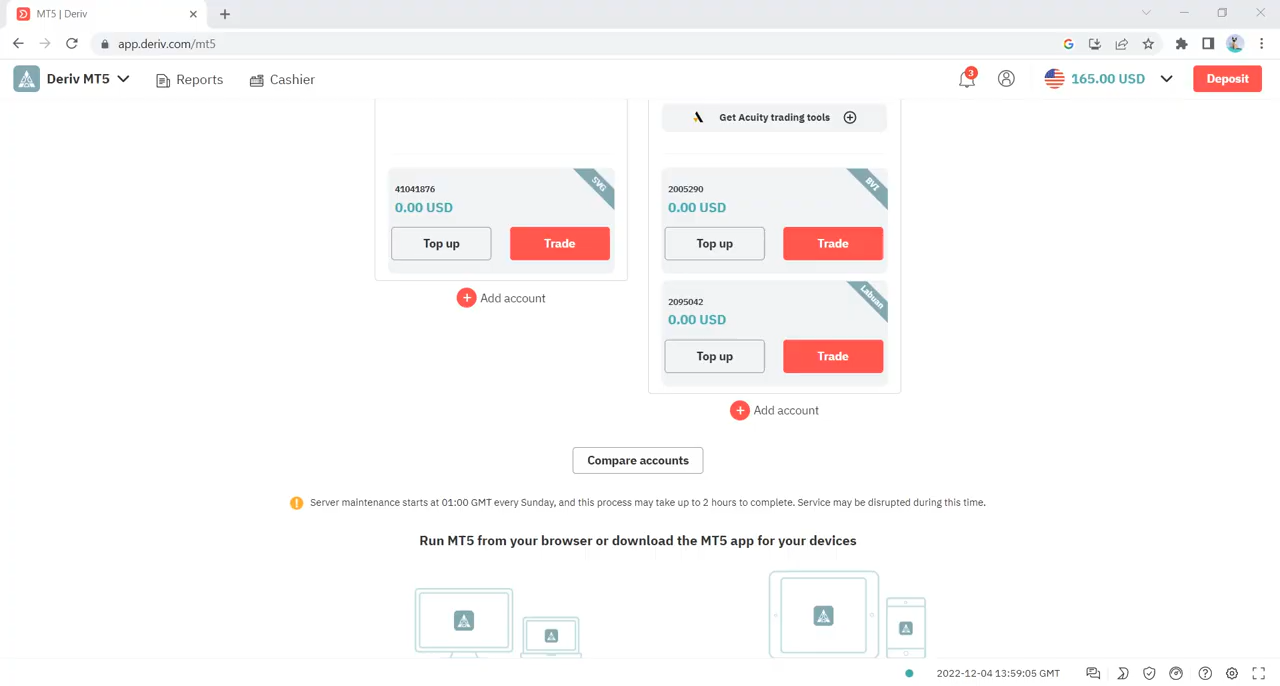 MT5 | Deriv
app.deriv.com/mt5
Deriv MT5
Reports
Cashier
3
165.00 USD
Deposit
Get Acuity trading tools
41041876
SVG
0.00 USD
Top up
Trade
Add account
2005290
BVI
0.00 USD
Top up
Trade
2095042
Labuan
0.00 USD
Top up
Trade
Add account
Compare accounts
Server maintenance starts at 01:00 GMT every Sunday, and this process may take up to 2 hours to complete. Service may be disrupted during this time.
Run MT5 from your browser or download the MT5 app for your devices
2022-12-04 13:59:05 GMT